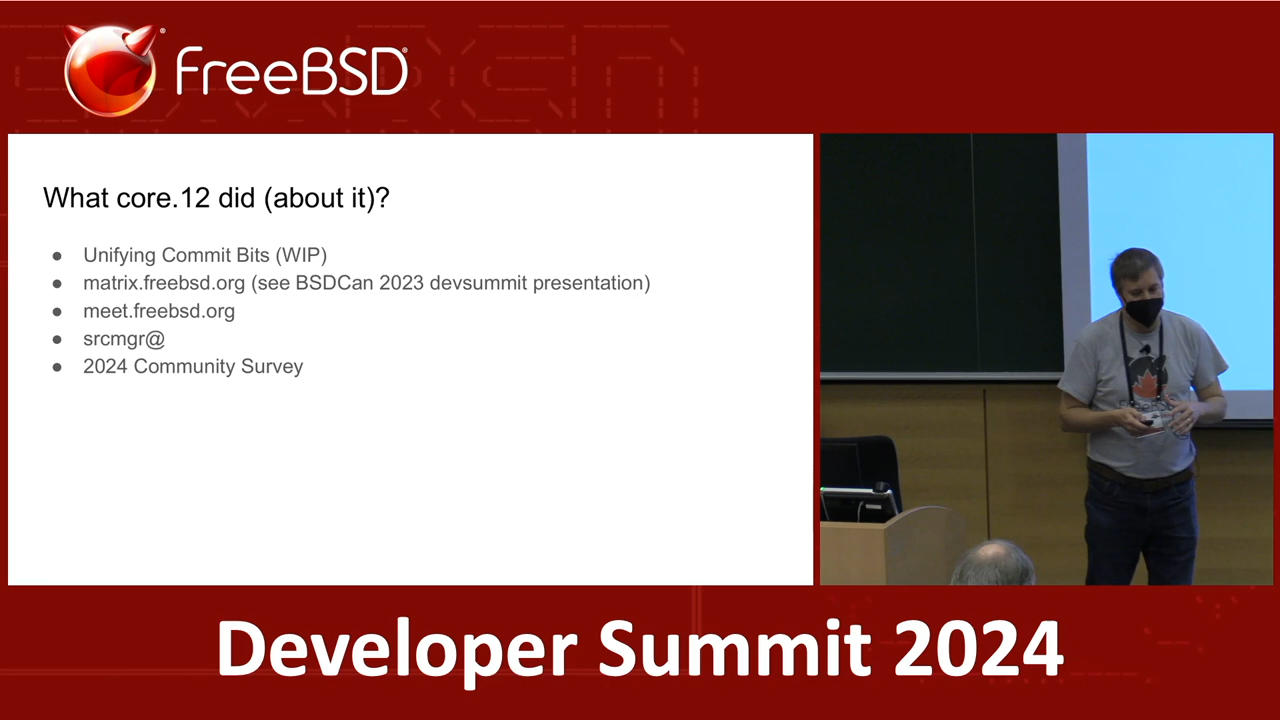 FreeBSD®
What core.12 did (about it)?
● Unifying Commit Bits (WIP)
● matrix.freebsd.org (see BSDCan 2023 devsummit presentation)
● meet.freebsd.org
● srcmgr@
● 2024 Community Survey
Developer Summit 2024